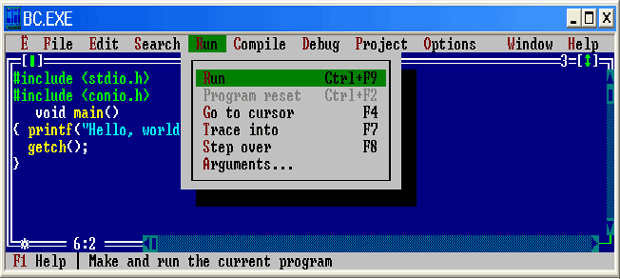 BC.EXE
E File Edit Search Run Compile Debug Project Options Window Help
3
#include <stdio.h>
#include <conio.h>
void main()
{ printf("Hello, world
getch();
}
Run Ctrl+F9
Program reset Ctrl+F2
Go to cursor F4
Trace into F7
Step over F8
Arguments...
6:2
F1 Help | Make and run the current program